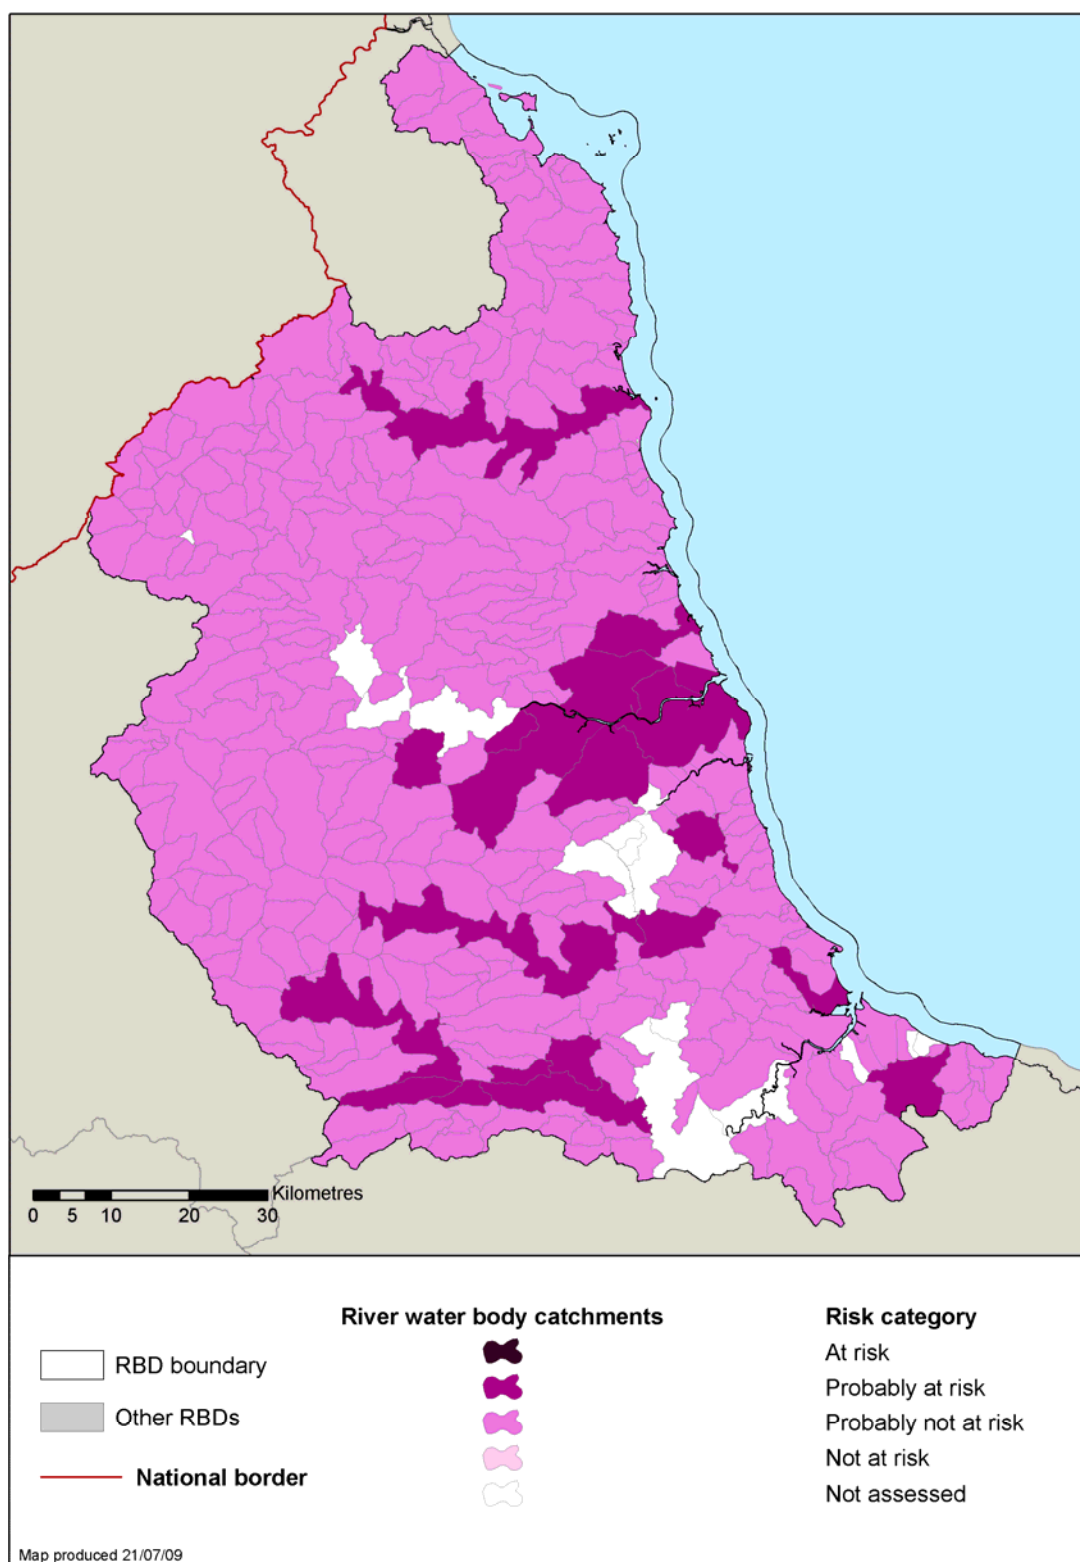 Kilometres
0 5 10 20 30
River water body catchments Risk category
At risk
RBD boundary
Probably at risk
Other RBDs
Probably not at risk
Not at risk
National border
Not assessed
Map produced 21/07/09